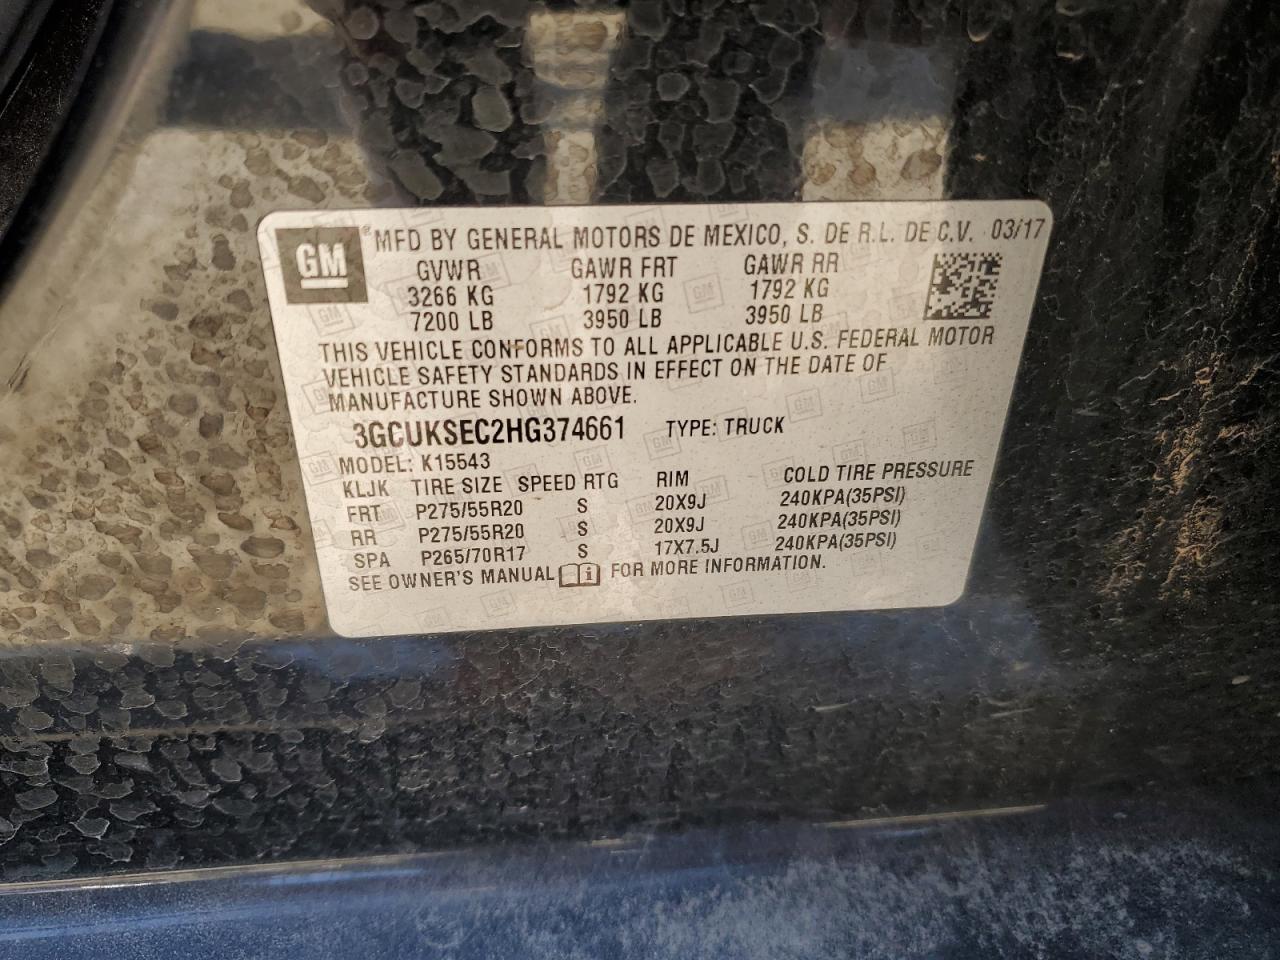 GM ® MFD BY GENERAL MOTORS DE MEXICO, S. DE R.L. DE C.V. 03/17
GVWR GAWR FRT GAWR RR
3266 KG 1792 KG 1792 KG
7200 LB 3950 LB 3950 LB
THIS VEHICLE CONFORMS TO ALL APPLICABLE U.S. FEDERAL MOTOR
VEHICLE SAFETY STANDARDS IN EFFECT ON THE DATE OF
MANUFACTURE SHOWN ABOVE.
3GCUKSEC2HG374661 TYPE: TRUCK
MODEL: K15543
KLJK TIRE SIZE SPEED RTG RIM COLD TIRE PRESSURE
FRT P275/55R20 S 20X9J 240KPA(35PSI)
RR P275/55R20 S 20X9J 240KPA(35PSI)
SPA P265/70R17 S 17X7.5J 240KPA(35PSI)
SEE OWNER'S MANUAL FOR MORE INFORMATION.